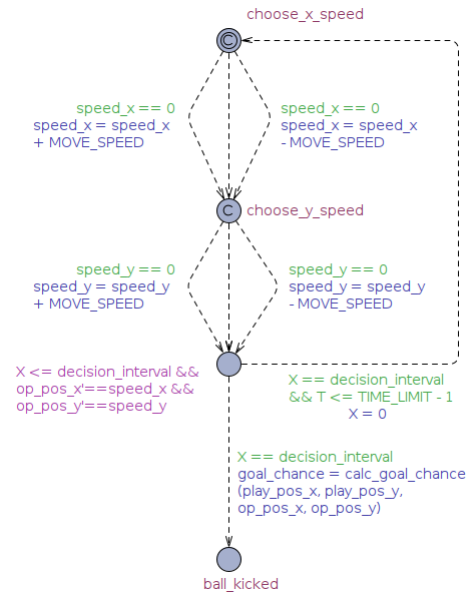 choose_x_speed
C
speed_x == 0
speed_x = speed_x
+ MOVE_SPEED
speed_x == 0
speed_x = speed_x
- MOVE_SPEED
C
choose_y_speed
speed_y == 0
speed_y = speed_y
+ MOVE_SPEED
speed_y == 0
speed_y = speed_y
- MOVE_SPEED
X <= decision_interval &&
op_pos_x'==speed_x &&
op_pos_y'==speed_y
X == decision_interval
&& T <= TIME_LIMIT - 1
X = 0
X == decision_interval
goal_chance = calc_goal_chance
(play_pos_x, play_pos_y,
op_pos_x, op_pos_y)
ball_kicked